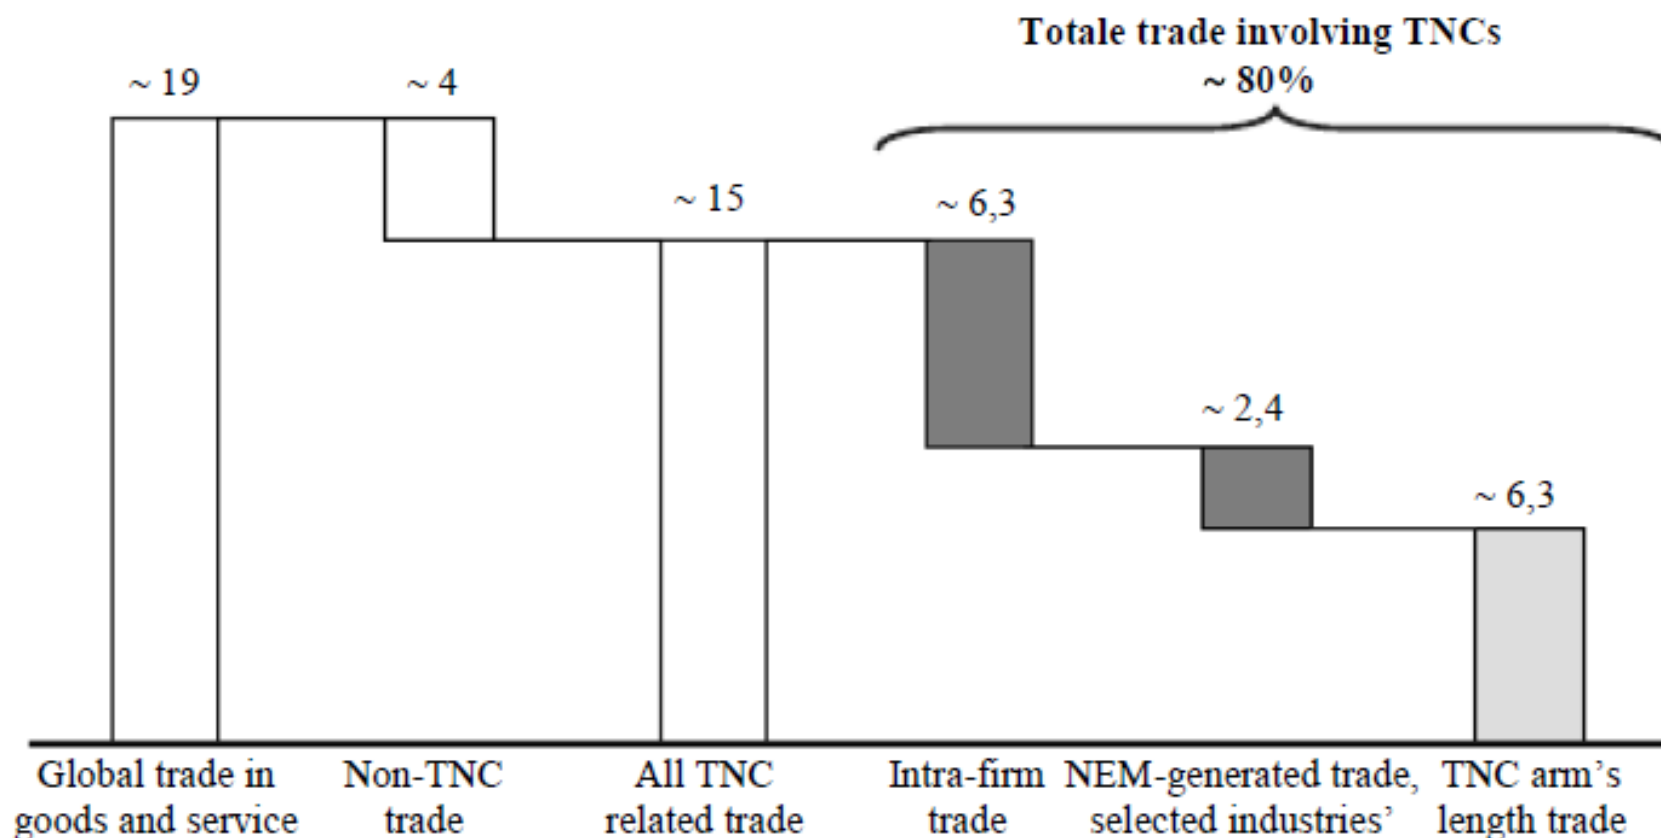 Totale trade involving TNCs
~ 80%
~ 19
~ 4
~ 15
~ 6,3
~ 2,4
~ 6,3
Global trade in
goods and service
Non-TNC
trade
All TNC
related trade
Intra-firm
trade
NEM-generated trade,
selected industries’
TNC arm’s
length trade